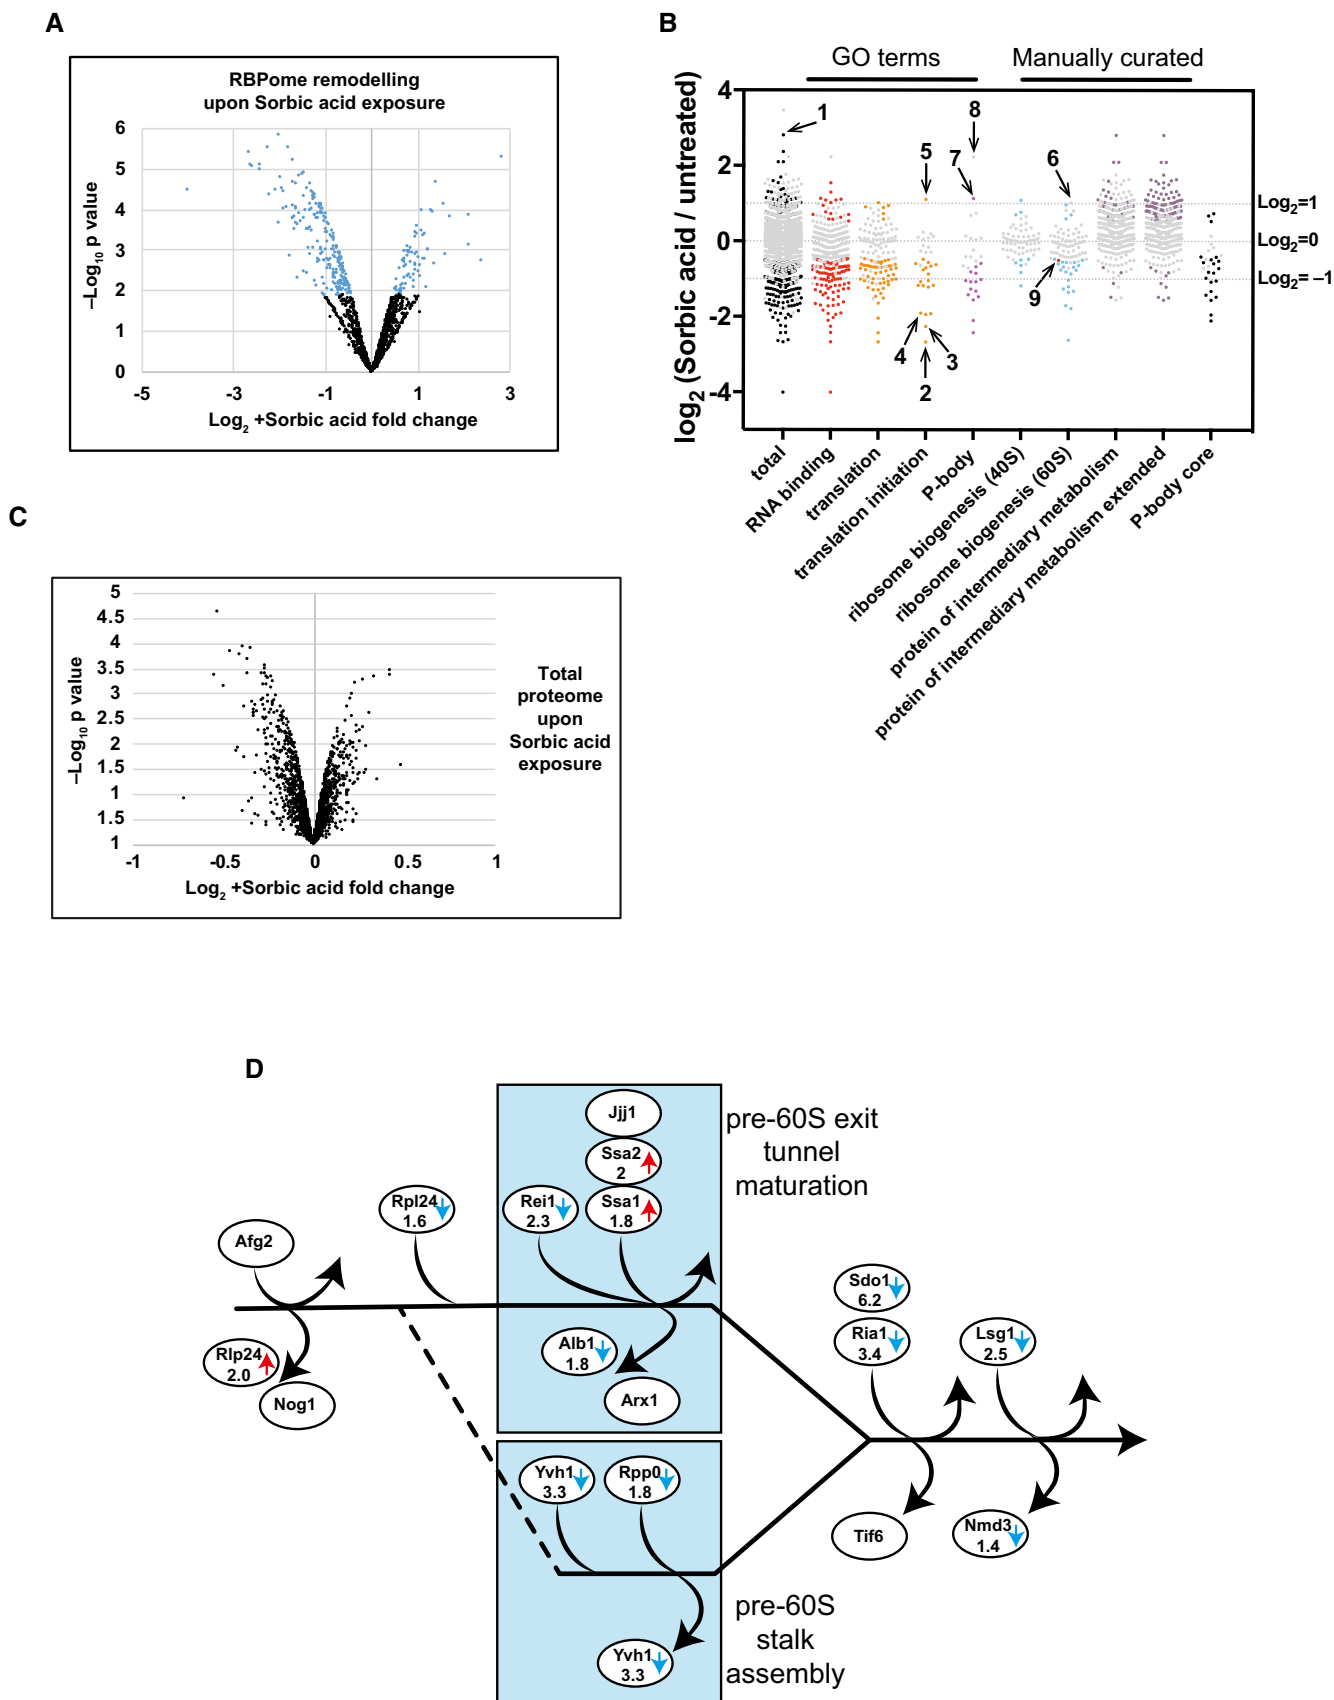 A
RBPome remodelling
upon Sorbic acid exposure
6
5
4
3
2
1
0
–Log10 p value
-5
-3
-1
1
3
Log2 +Sorbic acid fold change
B
GO terms
Manually curated
4
2
0
-2
-4
log2 (Sorbic acid / untreated)
1
2
3
4
5
6
7
8
9
Log2=1
Log2=0
Log2= –1
total
RNA binding
translation
translation initiation
P-body
ribosome biogenesis (40S)
ribosome biogenesis (60S)
protein of intermediary metabolism
protein of intermediary metabolism extended
P-body core
C
5
4.5
4
3.5
3
2.5
2
1.5
1
1.5
1
–Log10 p value
-1
-0.5
0
0.5
1
Log2 +Sorbic acid fold change
Total
proteome
upon
Sorbic acid
exposure
D
Jjj1
Ssa2
2
Ssa1
1.8
Rei1
2.3
Rpl24
1.6
Afg2
Rlp24
2.0
Nog1
Alb1
1.8
Arx1
pre-60S exit
tunnel
maturation
Sdo1
6.2
Ria1
3.4
Lsg1
2.5
Tif6
Nmd3
1.4
Yvh1
3.3
Rpp0
1.8
Yvh1
3.3
pre-60S
stalk
assembly